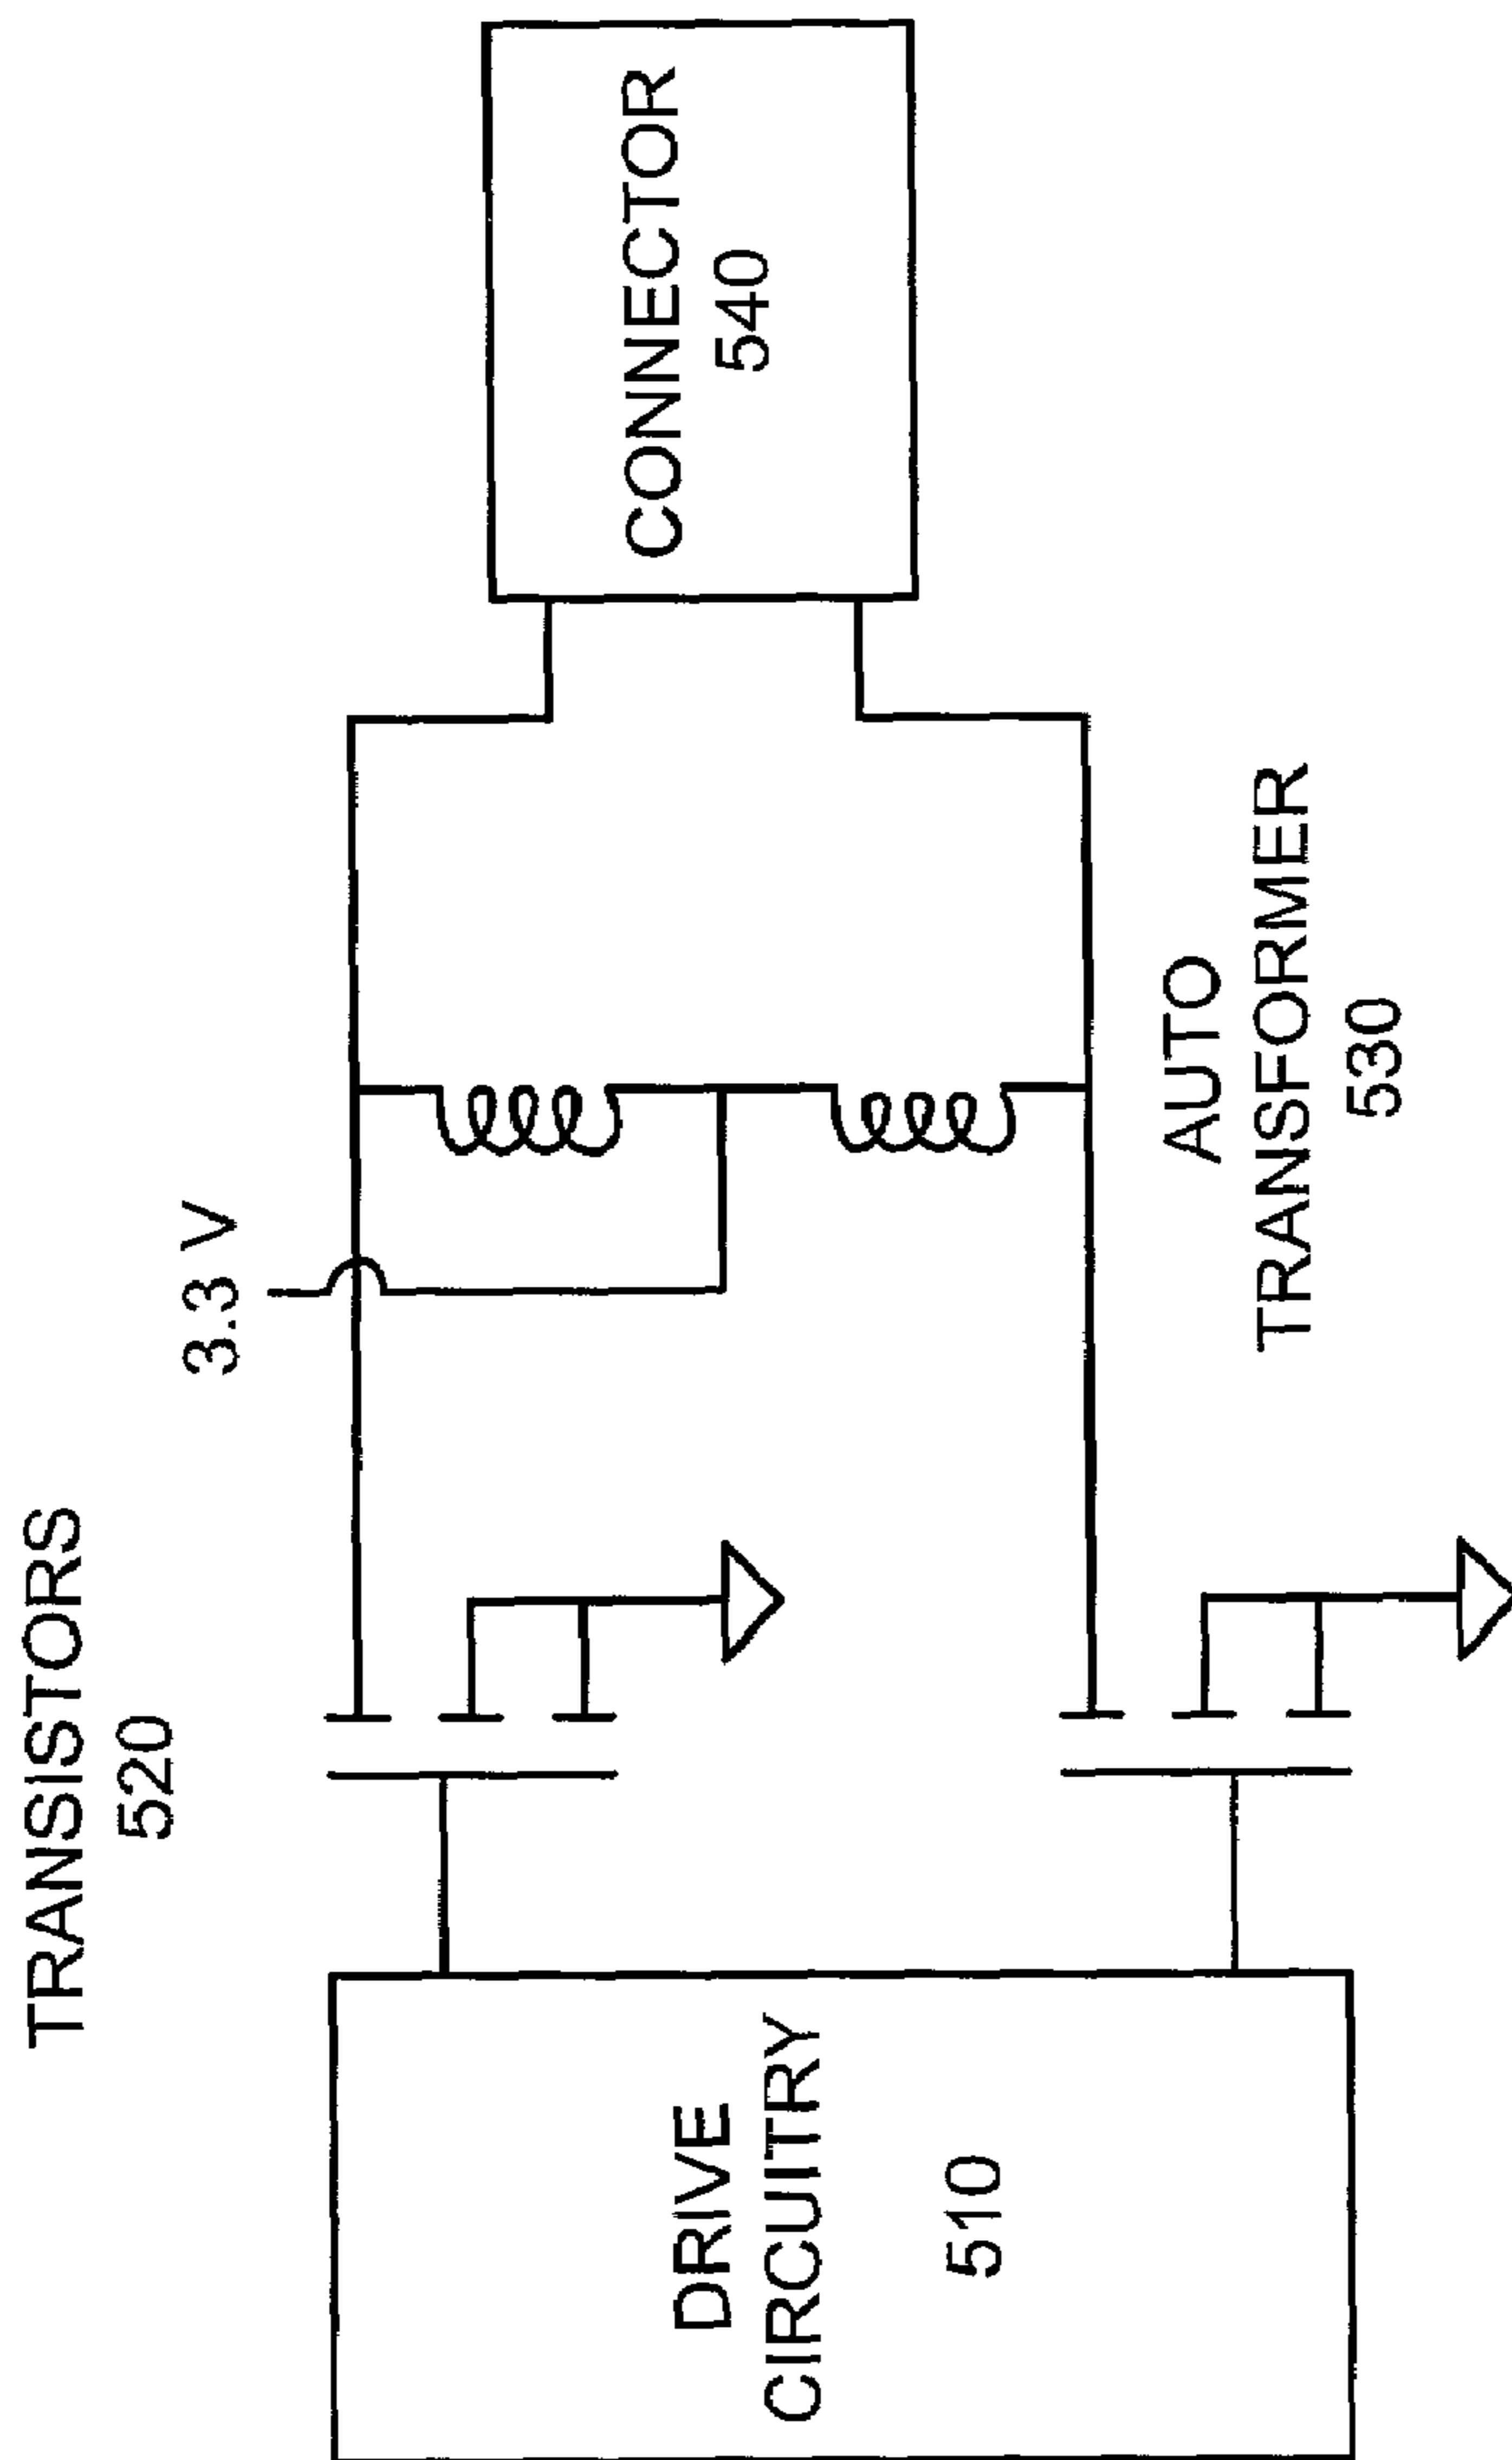 TRANSISTORS
520
3.3 V
DRIVE
CIRCUITRY
510
CONNECTOR
540
AUTO
TRANSFORMER
530